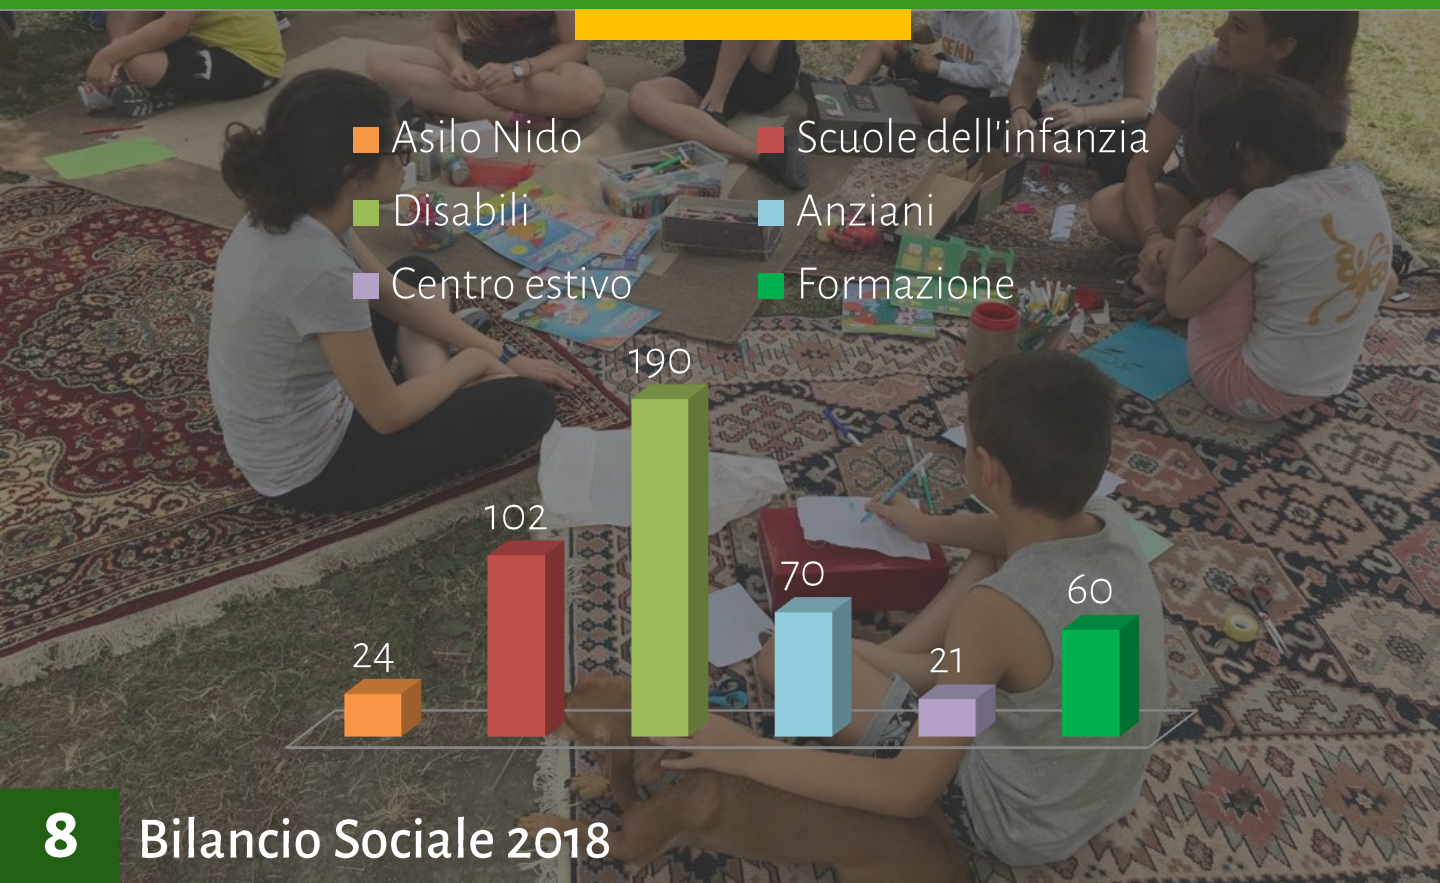 Asilo Nido
Scuole dell'infanzia
Disabili
Anziani
Centro estivo
Formazione
190
102
70
60
24
21
8
Bilancio Sociale 2018